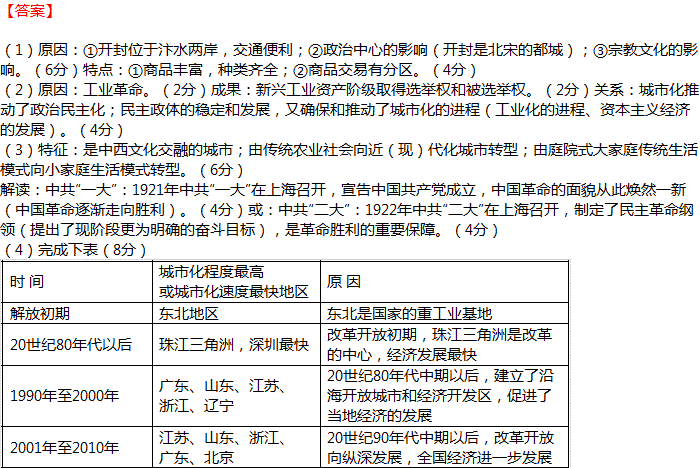 【答案】
（1）原因：①开封位于汴水两岸，交通便利；②政治中心的影响（开封是北宋的都城）；③宗教文化的影
响。（6分）特点：①商品丰富，种类齐全；②商品交易有分区。（4分）
（2）原因：工业革命。（2分）成果：新兴工业资产阶级取得选举权和被选举权。（2分）关系：城市化推
动了政治民主化；民主政体的稳定和发展，又确保和推动了城市化的进程（工业化的进程、资本主义经济
的发展）。（4分）
（3）特征：是中西文化交融的城市；由传统农业社会向近（现）代化城市转型；由庭院式大家庭传统生活
模式向小家庭生活模式转型。（6分）
解读：中共“一大”：1921年中共“一大”在上海召开，宣告中国共产党成立，中国革命的面貌从此焕然一新
（中国革命逐渐走向胜利）。（4分）或：中共“二大”：1922年中共“二大”在上海召开，制定了民主革命纲
领（提出了现阶段更为明确的奋斗目标），是革命胜利的重要保障。（4分）
（4）完成下表（8分）
时 间
城市化程度最高
或城市化速度最快地区
原 因
解放初期
东北地区
东北是国家的重工业基地
20世纪80年代以后
珠江三角洲，深圳最快
改革开放初期，珠江三角洲是改革
的中心，经济发展最快
1990年至2000年
广东、山东、江苏、
浙江、辽宁
20世纪80年代中期以后，建立了沿
海开放城市和经济开发区，促进了
当地经济的发展
2001年至2010年
江苏、山东、浙江、
广东、北京
20世纪90年代中期以后，改革开放
向纵深发展，全国经济进一步发展